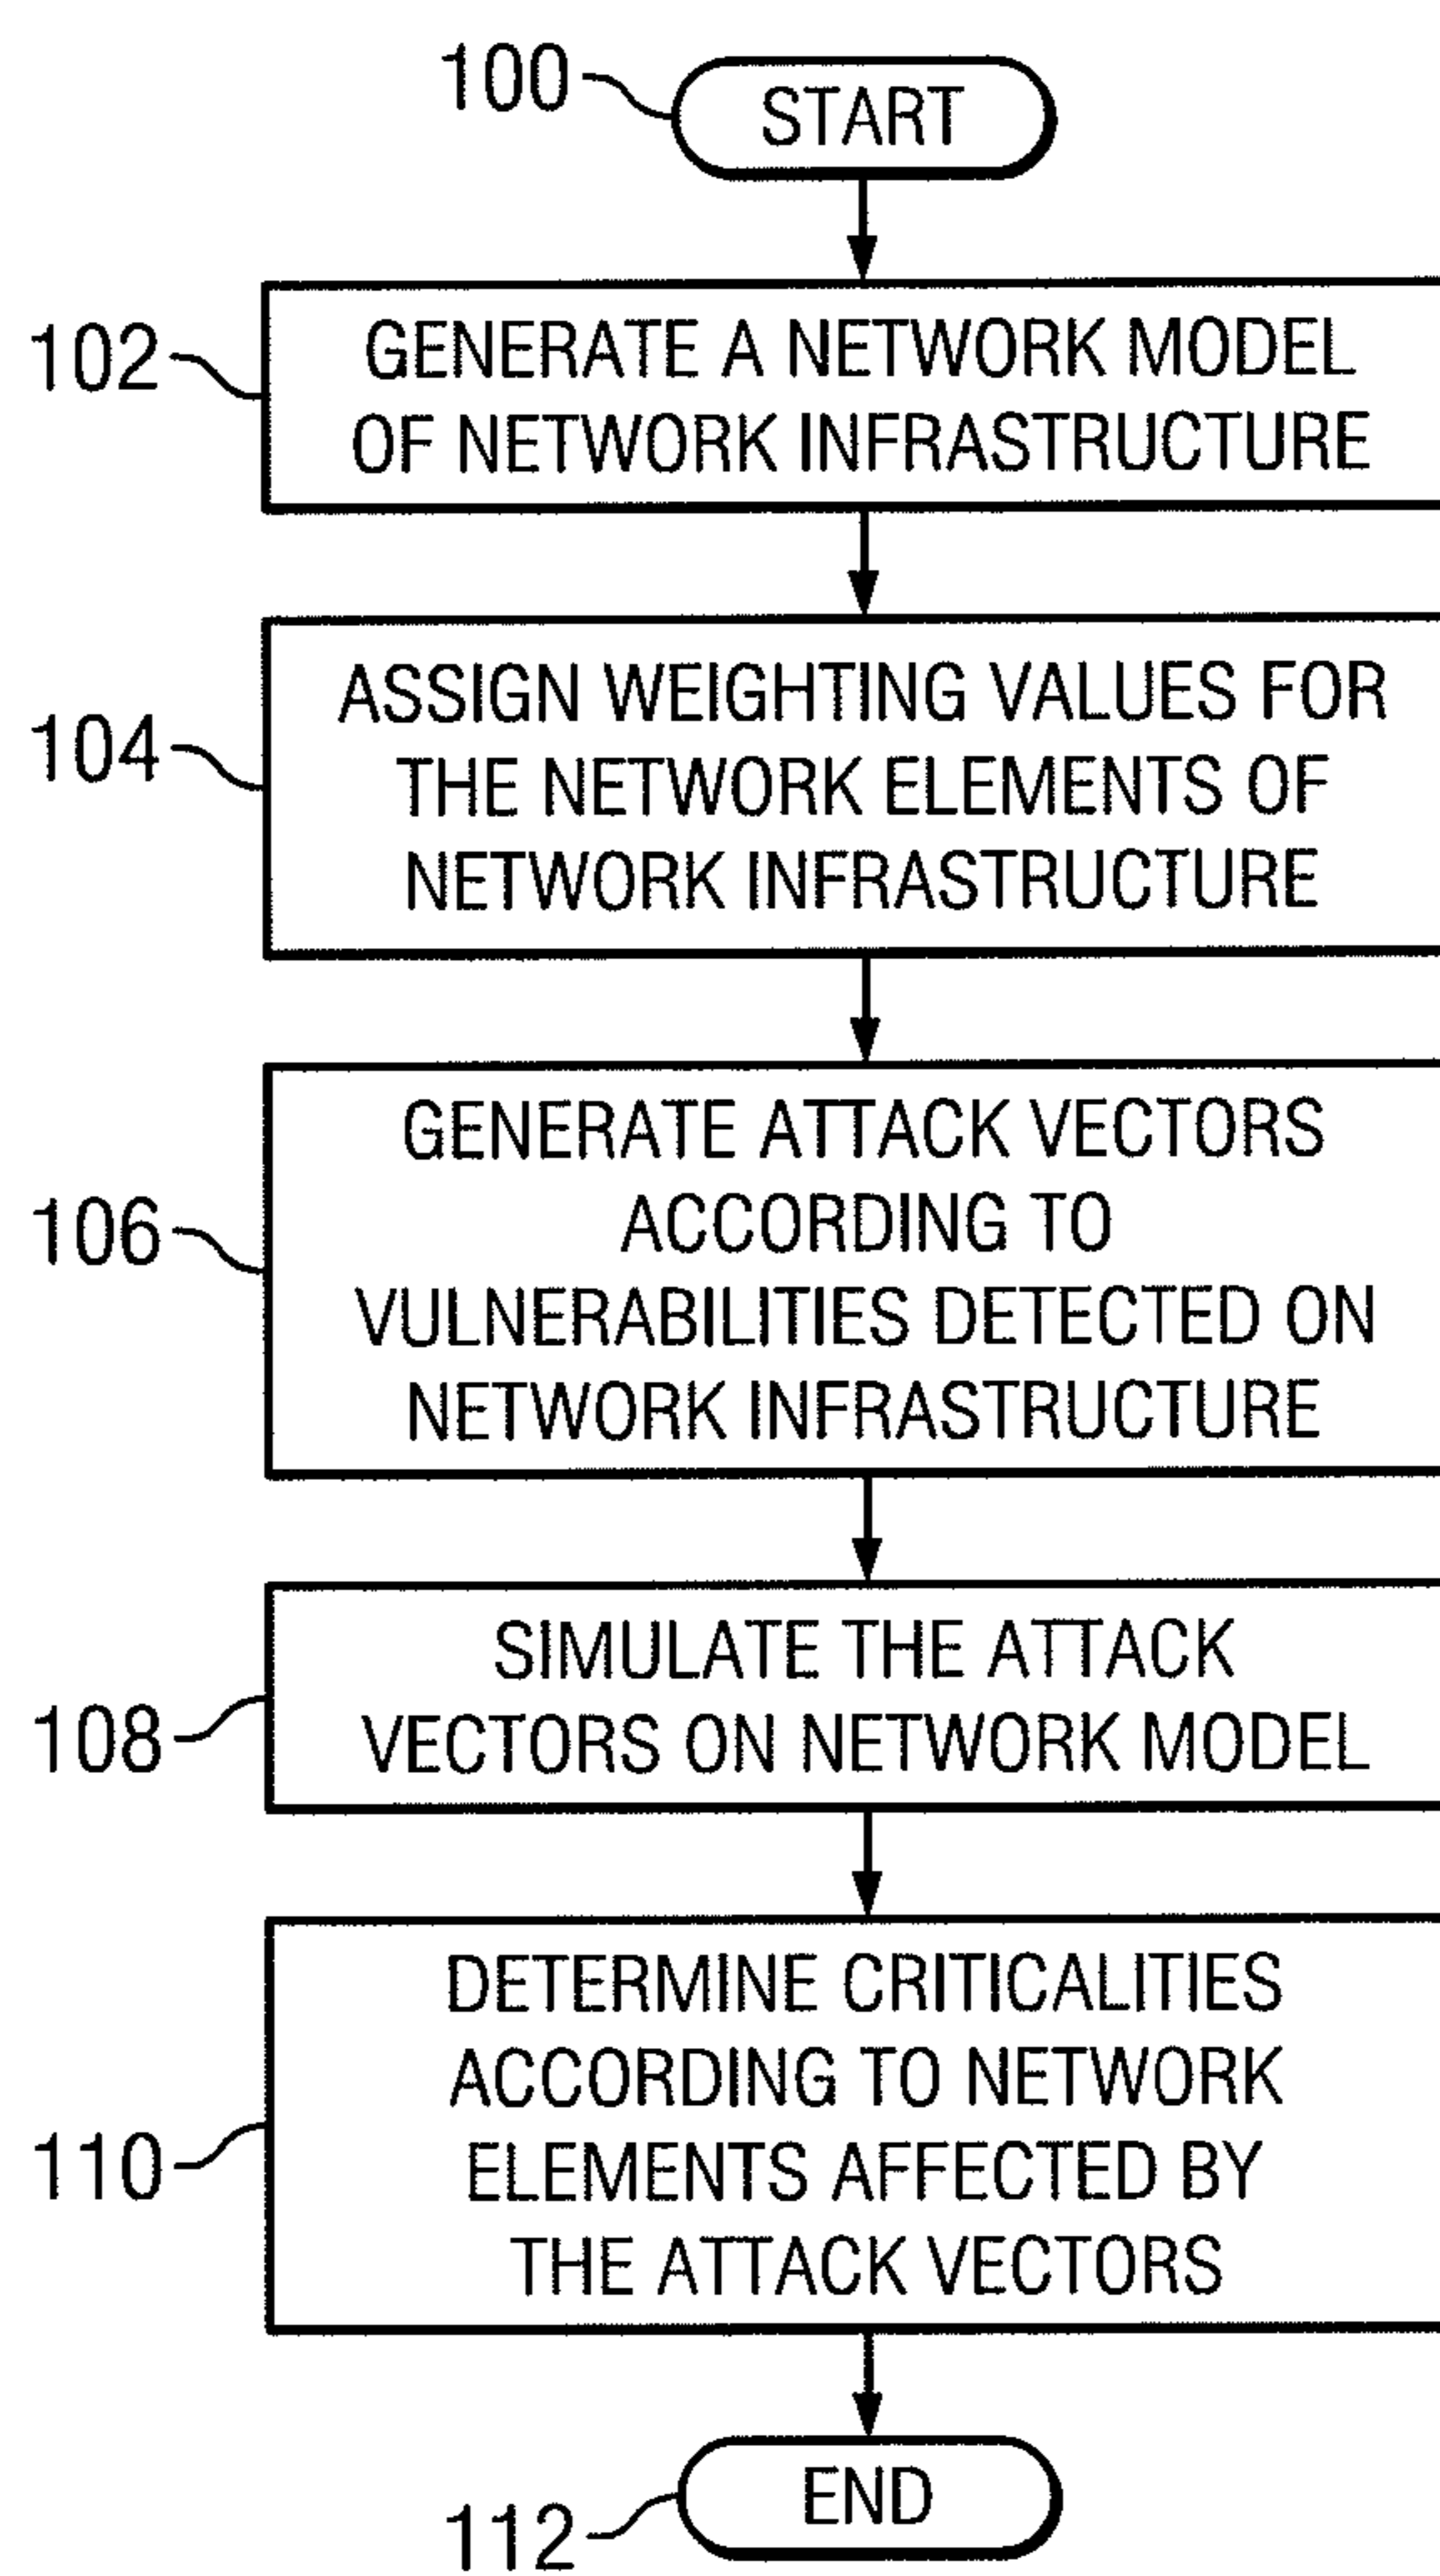 100
START
102
GENERATE A NETWORK MODEL
OF NETWORK INFRASTRUCTURE
104
ASSIGN WEIGHTING VALUES FOR
THE NETWORK ELEMENTS OF
NETWORK INFRASTRUCTURE
106
GENERATE ATTACK VECTORS
ACCORDING TO
VULNERABILITIES DETECTED ON
NETWORK INFRASTRUCTURE
108
SIMULATE THE ATTACK
VECTORS ON NETWORK MODEL
110
DETERMINE CRITICALITIES
ACCORDING TO NETWORK
ELEMENTS AFFECTED BY
THE ATTACK VECTORS
END
112